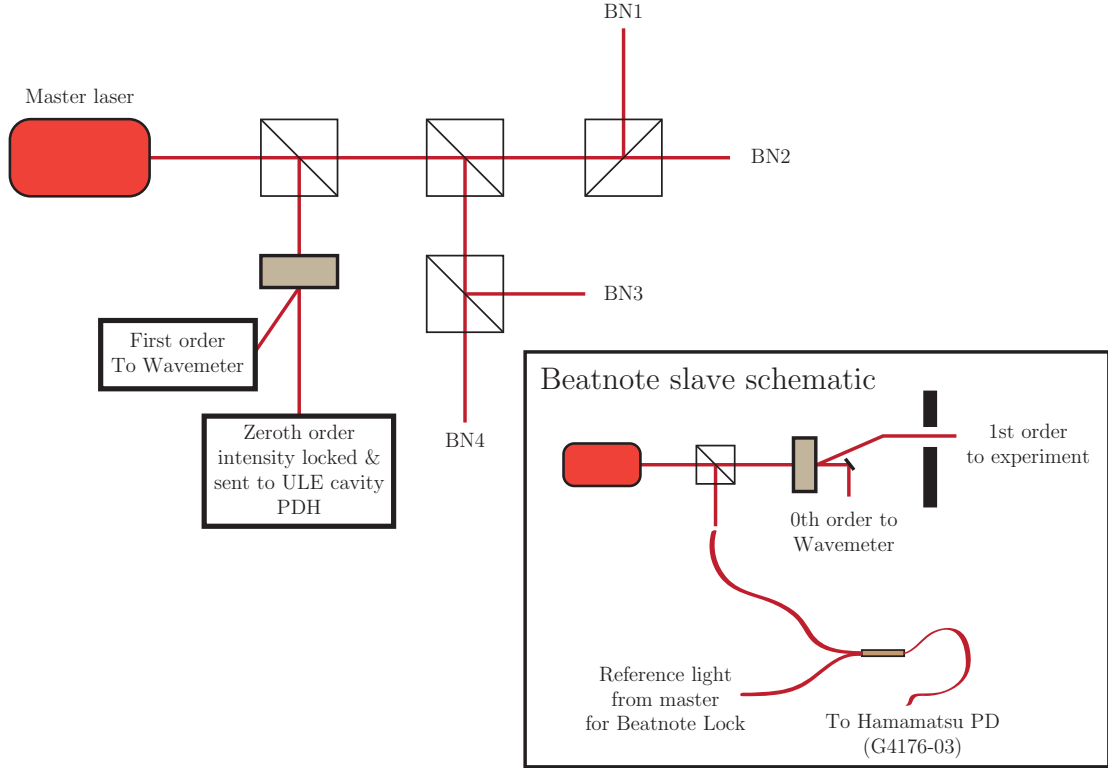 BN1
Master laser
BN2
BN3
First order
To Wavemeter
Zeroth order
intensity locked &
sent to ULE cavity
PDH
BN4
Beatnote slave schematic
1st order
to experiment
0th order to
Wavemeter
Reference light
from master
for Beatnote Lock
To Hamamatsu PD
(G4176-03)